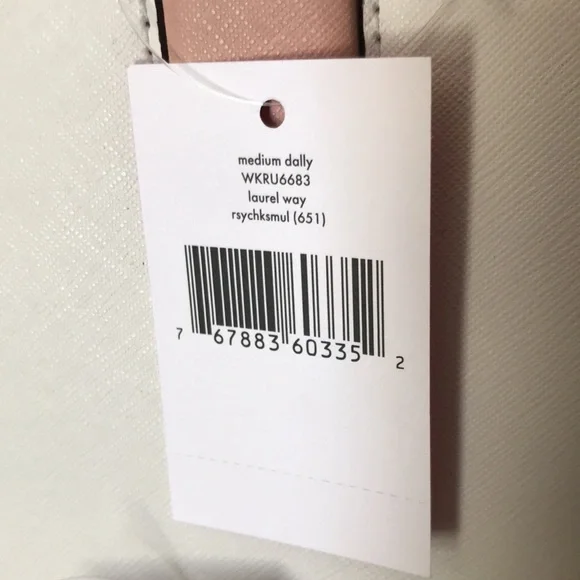 medium dally
WKRU6683
laurel way
rsychksmul (651)
7 67883 60335 2